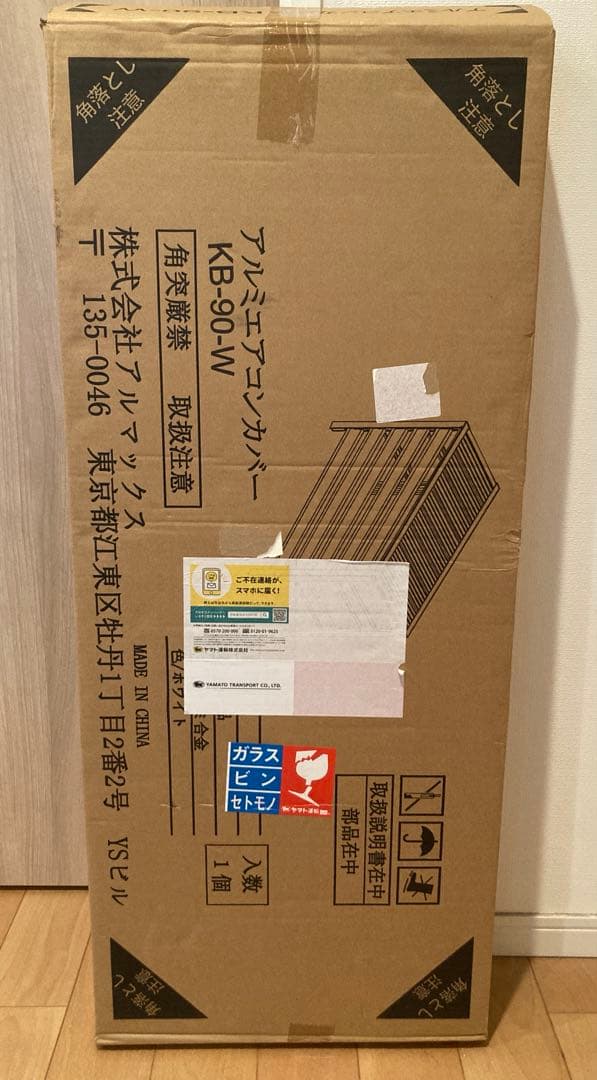 角落とし
注意
角落とし
注意
アルミエアコンカバー
KB-90-W
角突厳禁 取扱注意
株式会社アルマックス
〒135-0046 東京都江東区牡丹1丁目2番2号 YSビル
MADE IN CHINA
ご不在連絡が、
スマホに届く!
0570-200-000
0120-01-9625
ヤマト運輸株式会社
YAMATO TRANSPORT CO., LTD.
品
合金
色/ホワイト
ガラス
ビン
セトモノ
取扱説明書在中
部品在中
入数
1個
角落とし
注意
角落とし
注意